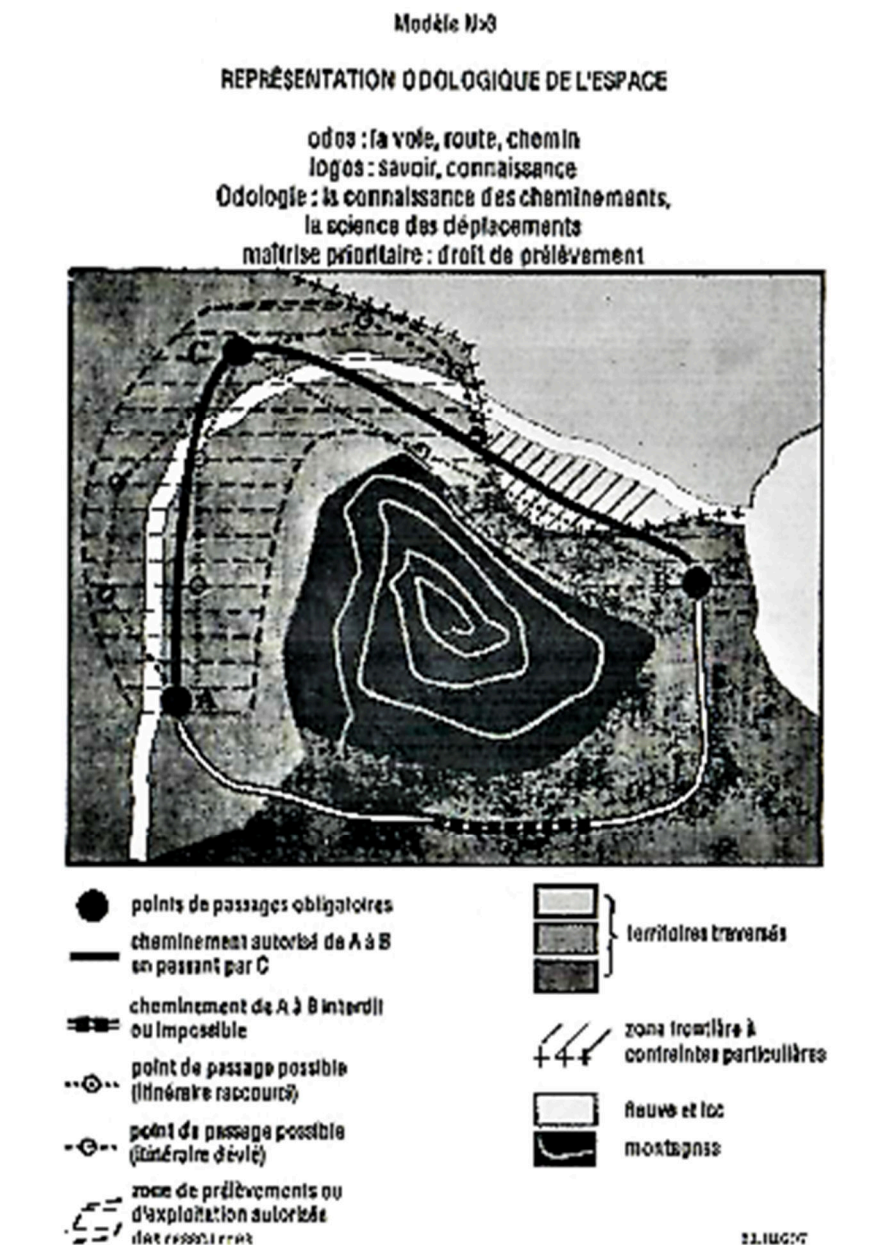 Modèle N°3
REPRÉSENTATION ODOLOGIQUE DE L'ESPACE
odos : la voie, route, chemin
logos : savoir, connaissance
Odologie : la connaissance des cheminements,
la science des déplacements
maîtrise prioritaire : droit de prélèvement
C
A
points de passages obligatoires
cheminement autorisé de A à B
en passant par C
cheminement de A à B interdit
ou impossible
point de passage possible
(itinéraire raccourci)
point de passage possible
(itinéraire dévié)
zone de prélèvements ou
d'exploitation autorisée
des ressources
territoires traversés
zone frontière à
contraintes particulières
fleuve et lac
montagnes